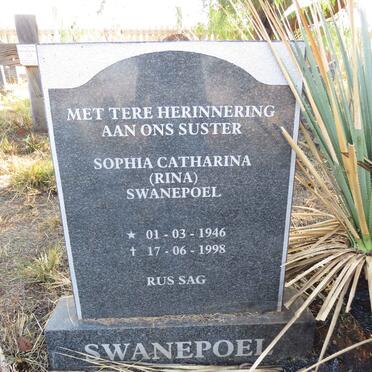 MET TERE HERINNERING
AAN ONS SUSTER
SOPHIA CATHARINA
(RINA)
SWANEPOEL
★ 01 - 03 - 1946
† 17 - 06 - 1998
RUS SAG
SWANEPOEL